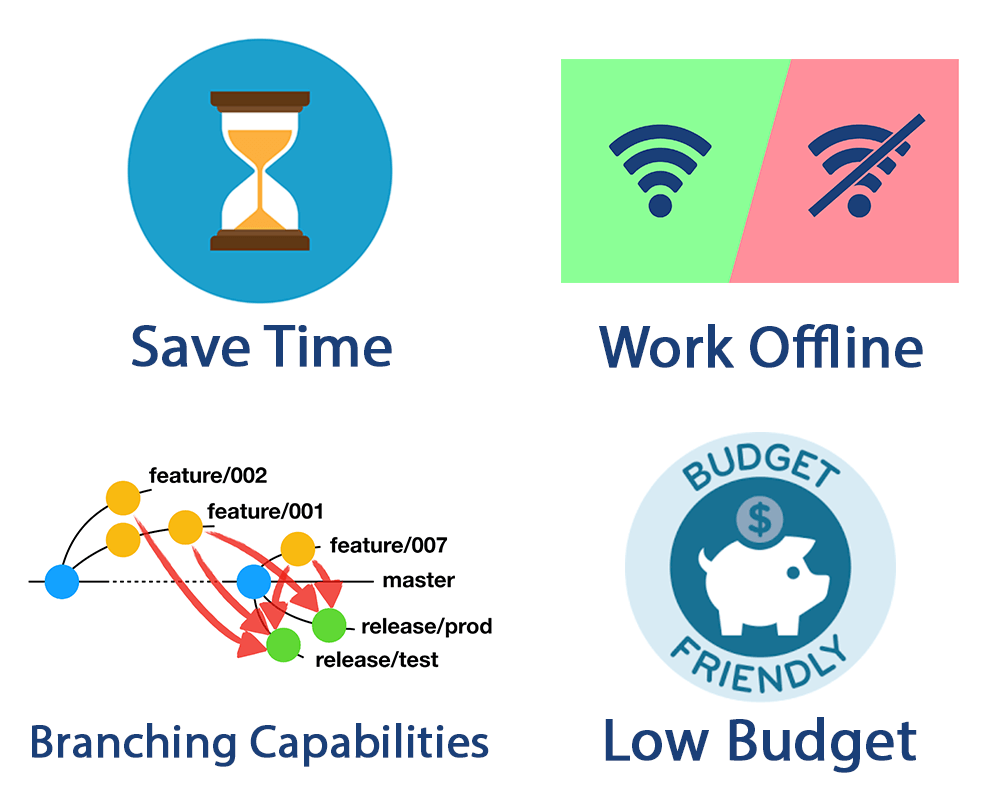 Save Time
Work Offline
feature/002
feature/001
feature/007
master
release/prod
release/test
Branching Capabilities
BUDGET
$
FRIENDLY
Low Budget